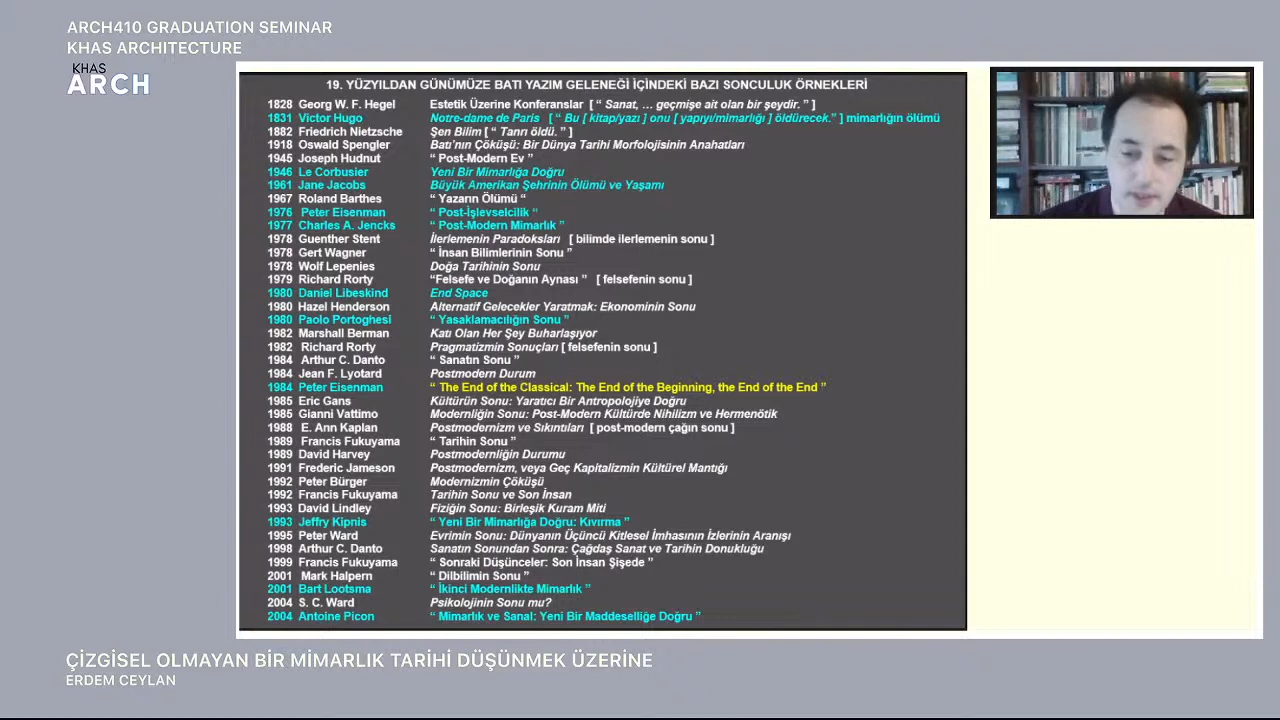 ARCH410 GRADUATION SEMINAR
KHAS ARCHITECTURE
KHAS
ARCH
19. YÜZYILDAN GÜNÜMÜZE BATI YAZIM GELENEĞİ İÇİNDEKİ BAZI SONCULUK ÖRNEKLERİ
1828 Georg W. F. Hegel Estetik Üzerine Konferanslar [ “ Sanat, ... geçmişe ait olan bir şeydir. ” ]
1831 Victor Hugo Notre-dame de Paris [ “ Bu [ kitap/yazı ] onu [ yapıyı/mimarlığı ] öldürecek.” ] mimarlığın ölümü
1882 Friedrich Nietzsche Şen Bilim [ “ Tanrı öldü. ” ]
1918 Oswald Spengler Batı’nın Çöküşü: Bir Dünya Tarihi Morfolojisinin Anahatları
1945 Joseph Hudnut “ Post-Modern Ev ”
1946 Le Corbusier Yeni Bir Mimarlığa Doğru
1961 Jane Jacobs Büyük Amerikan Şehrinin Ölümü ve Yaşamı
1967 Roland Barthes “ Yazarın Ölümü “
1976 Peter Eisenman “ Post-İşlevselcilik “
1977 Charles A. Jencks “ Post-Modern Mimarlık ”
1978 Guenther Stent İlerlemenin Paradoksları [ bilimde ilerlemenin sonu ]
1978 Gert Wagner “ İnsan Bilimlerinin Sonu ”
1978 Wolf Lepenies Doğa Tarihinin Sonu
1979 Richard Rorty “Felsefe ve Doğanın Aynası ” [ felsefenin sonu ]
1980 Daniel Libeskind End Space
1980 Hazel Henderson Alternatif Gelecekler Yaratmak: Ekonominin Sonu
1980 Paolo Portoghesi “ Yasaklamacılığın Sonu ”
1982 Marshall Berman Katı Olan Her Şey Buharlaşıyor
1982 Richard Rorty Pragmatizmin Sonuçları [ felsefenin sonu ]
1984 Arthur C. Danto “ Sanatın Sonu ”
1984 Jean F. Lyotard Postmodern Durum
1984 Peter Eisenman “ The End of the Classical: The End of the Beginning, the End of the End ”
1985 Eric Gans Kültürün Sonu: Yaratıcı Bir Antropolojiye Doğru
1985 Gianni Vattimo Modernliğin Sonu: Post-Modern Kültürde Nihilizm ve Hermenötik
1988 E. Ann Kaplan Postmodernizm ve Sıkıntıları [ post-modern çağın sonu ]
1989 Francis Fukuyama “ Tarihin Sonu ”
1989 David Harvey Postmodernliğin Durumu
1991 Frederic Jameson Postmodernizm, veya Geç Kapitalizmin Kültürel Mantığı
1992 Peter Bürger Modernizmin Çöküşü
1992 Francis Fukuyama Tarihin Sonu ve Son İnsan
1993 David Lindley Fiziğin Sonu: Birleşik Kuram Miti
1993 Jeffry Kipnis “ Yeni Bir Mimarlığa Doğru: Kıvırma ”
1995 Peter Ward Evrimin Sonu: Dünyanın Üçüncü Kitlesel İmhasının İzlerinin Aranışı
1998 Arthur C. Danto Sanatın Sonundan Sonra: Çağdaş Sanat ve Tarihin Donukluğu
1999 Francis Fukuyama “ Sonraki Düşünceler: Son İnsan Şişede ”
2001 Mark Halpern “ Dilbilimin Sonu ”
2001 Bart Lootsma “ İkinci Modernlikte Mimarlık ”
2004 S. C. Ward Psikolojinin Sonu mu?
2004 Antoine Picon “ Mimarlık ve Sanal: Yeni Bir Maddeselliğe Doğru ”
ÇİZGİSEL OLMAYAN BİR MİMARLIK TARİHİ DÜŞÜNMEK ÜZERİNE
ERDEM CEYLAN